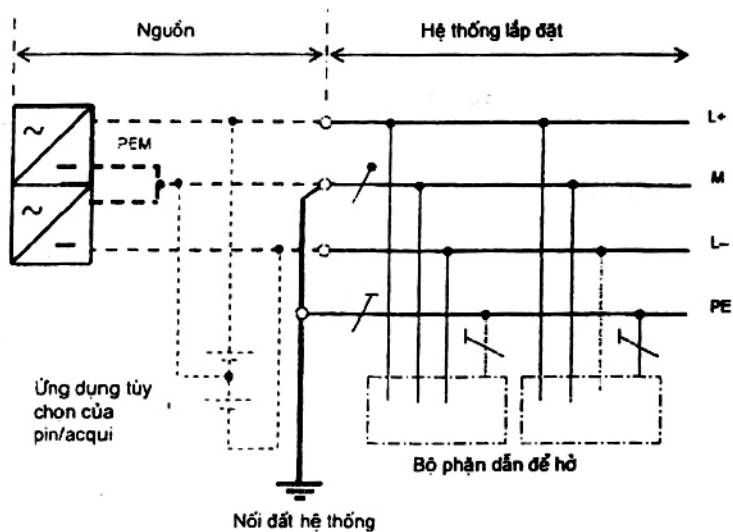 Nguồn
Hệ thống lắp đặt
L+
PEM
M
L–
PE
Ứng dụng tùy
chọn của
pin/acqui
Bộ phận dẫn để hở
Nối đất hệ thống